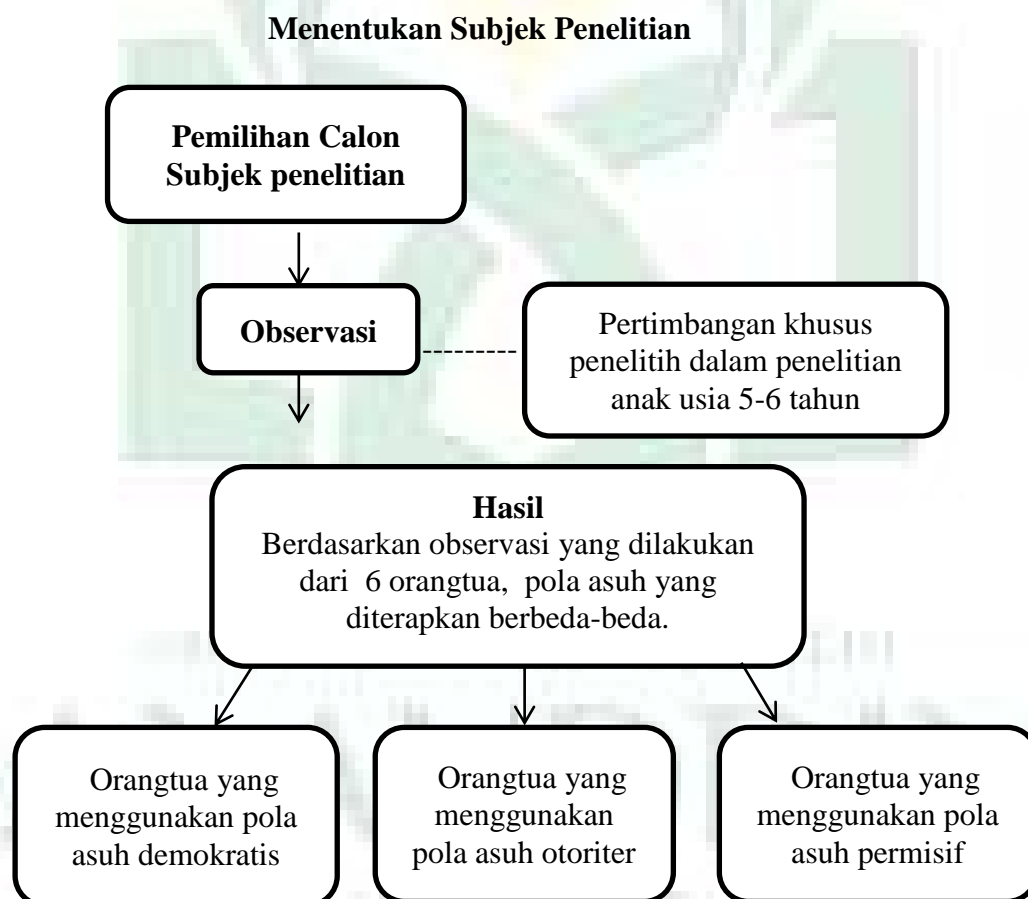 Menentukan Subjek Penelitian
Pemilihan Calon
Subjek penelitian
Observasi
Pertimbangan khusus
penelitih dalam penelitian
anak usia 5-6 tahun
Hasil
Berdasarkan observasi yang dilakukan
dari 6 orangtua, pola asuh yang
diterapkan berbeda-beda.
Orangtua yang
menggunakan pola
asuh demokratis
Orangtua yang
menggunakan
pola asuh otoriter
Orangtua yang
menggunakan pola
asuh permisif